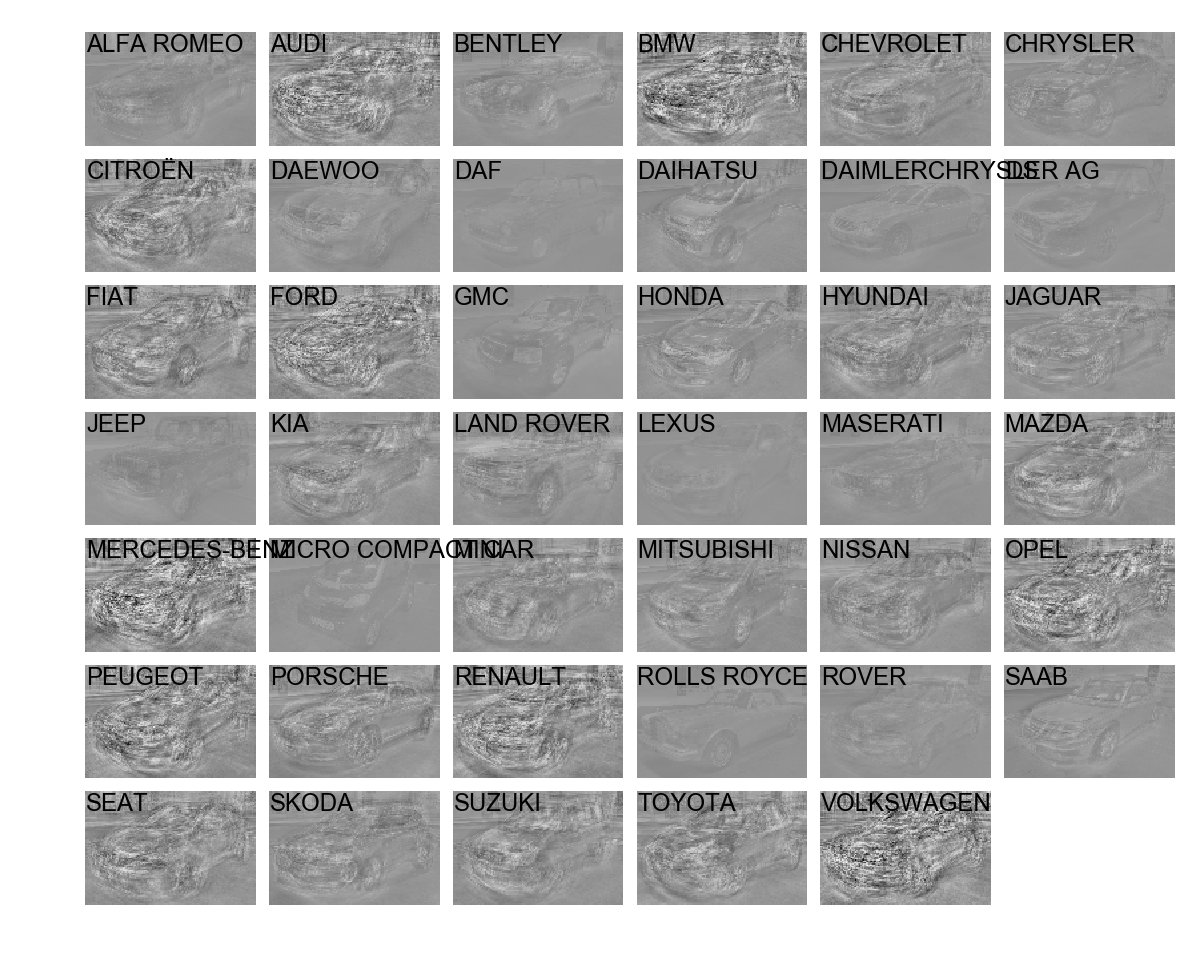 ALFA ROMEO
AUDI
BENTLEY
BMW
CHEVROLET
CHRYSLER
CITROËN
DAEWOO
DAF
DAIHATSU
DAIMLERCHRYSLER AG
DS
FIAT
FORD
GMC
HONDA
HYUNDAI
JAGUAR
JEEP
KIA
LAND ROVER
LEXUS
MASERATI
MAZDA
MERCEDES-BENZ
MICRO COMPACT CAR
MINI
MITSUBISHI
NISSAN
OPEL
PEUGEOT
PORSCHE
RENAULT
ROLLS ROYCE
ROVER
SAAB
SEAT
SKODA
SUZUKI
TOYOTA
VOLKSWAGEN